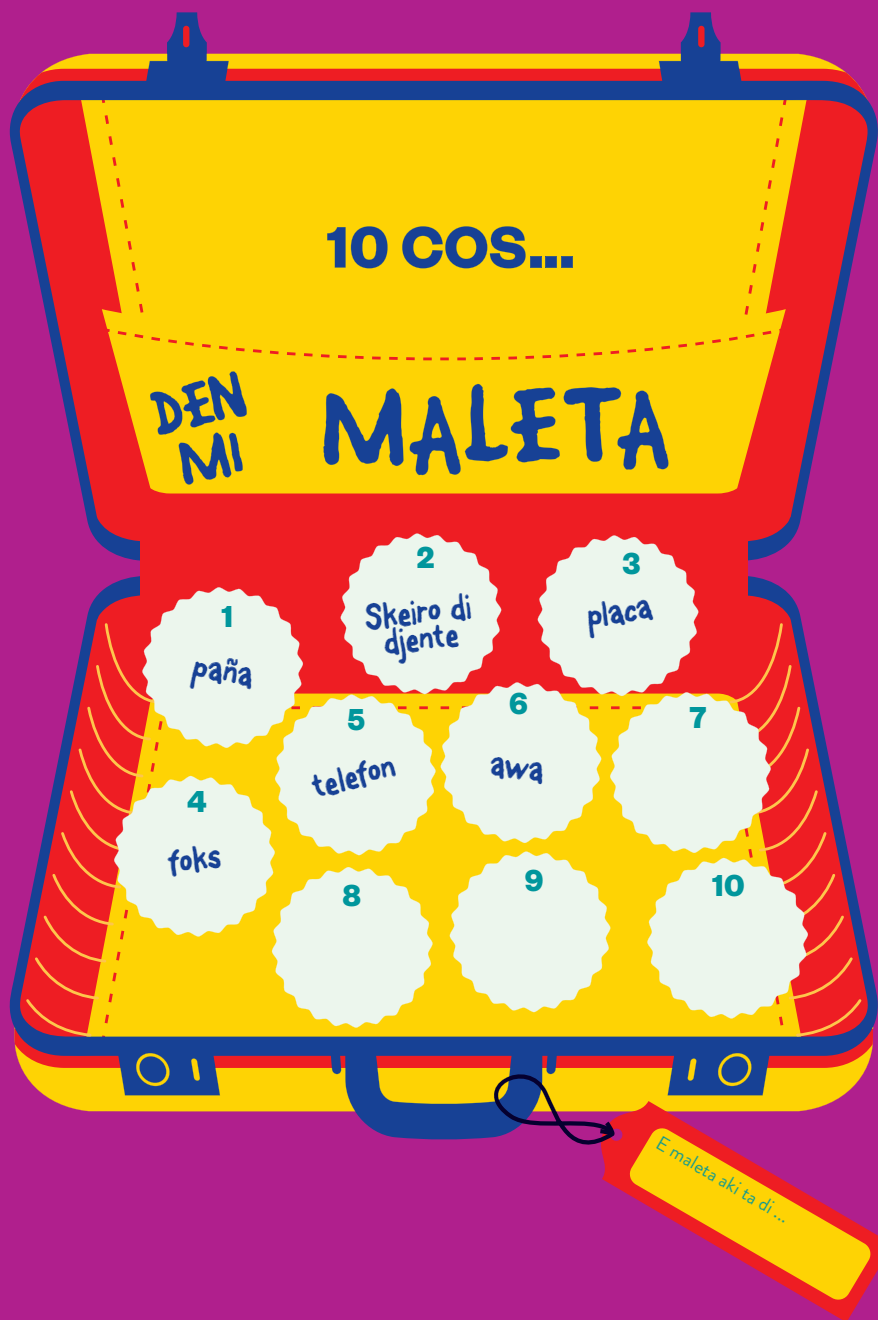 10 COS...
DEN
MI
MALETA
1
paña
2
Skeiro di
djente
3
placa
4
foks
5
telefon
6
awa
7
8
9
10
E maleta aki ta di ...